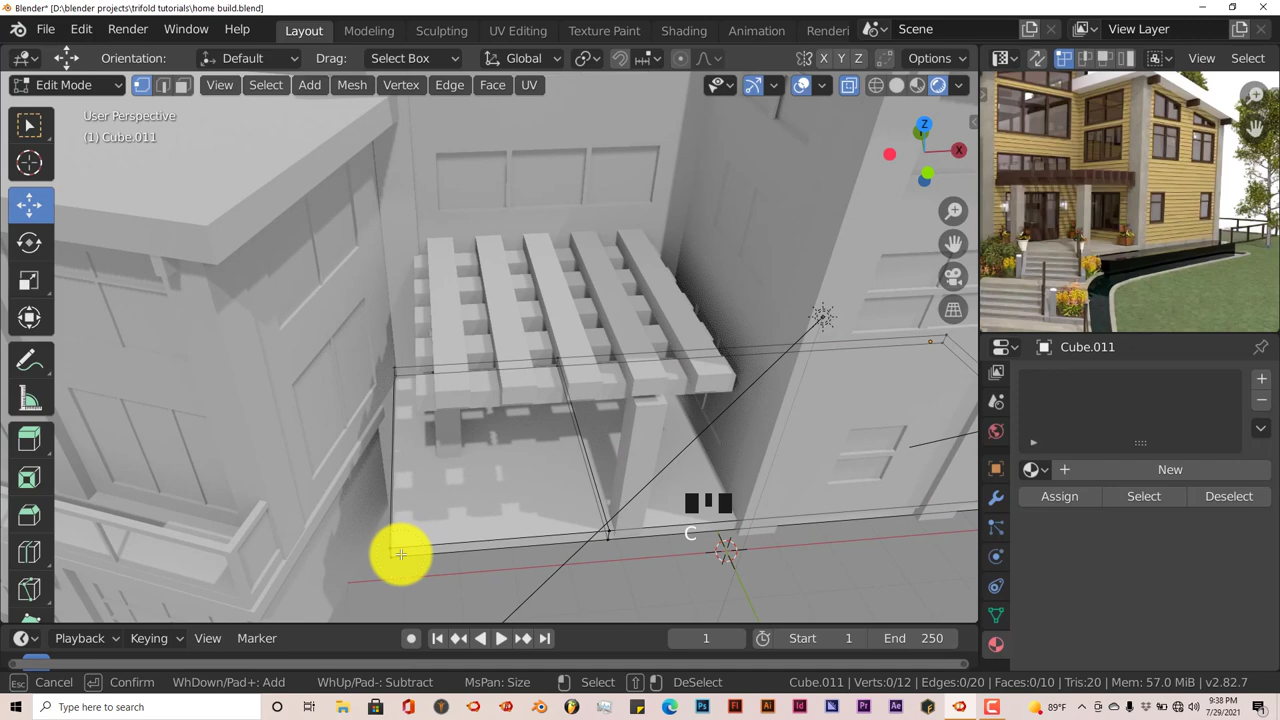 Blender* [D:\blender projects\trifold tutorials\home build.blend]
File Edit Render Window Help Layout Modeling Sculpting UV Editing Texture Paint Shading Animation Renderi Scene View Layer
Orientation: Default Drag: Select Box Global X Y Z Options View Select
Edit Mode View Select Add Mesh Vertex Edge Face UV
User Perspective
(1) Cube.011
Z
X
Cube.011
New
Assign Select Deselect
C
Playback Keying View Marker 1 Start 1 End 250
Esc Cancel Confirm WhDown/Pad+: Add WhUp/Pad-: Subtract MsPan: Size Select DeSelect Cube.011 | Verts:0/12 | Edges:0/20 | Faces:0/10 | Tris:20 | Mem: 57.0 MiB | v2.82.7
Type here to search 89°F 9:38 PM
7/29/2021